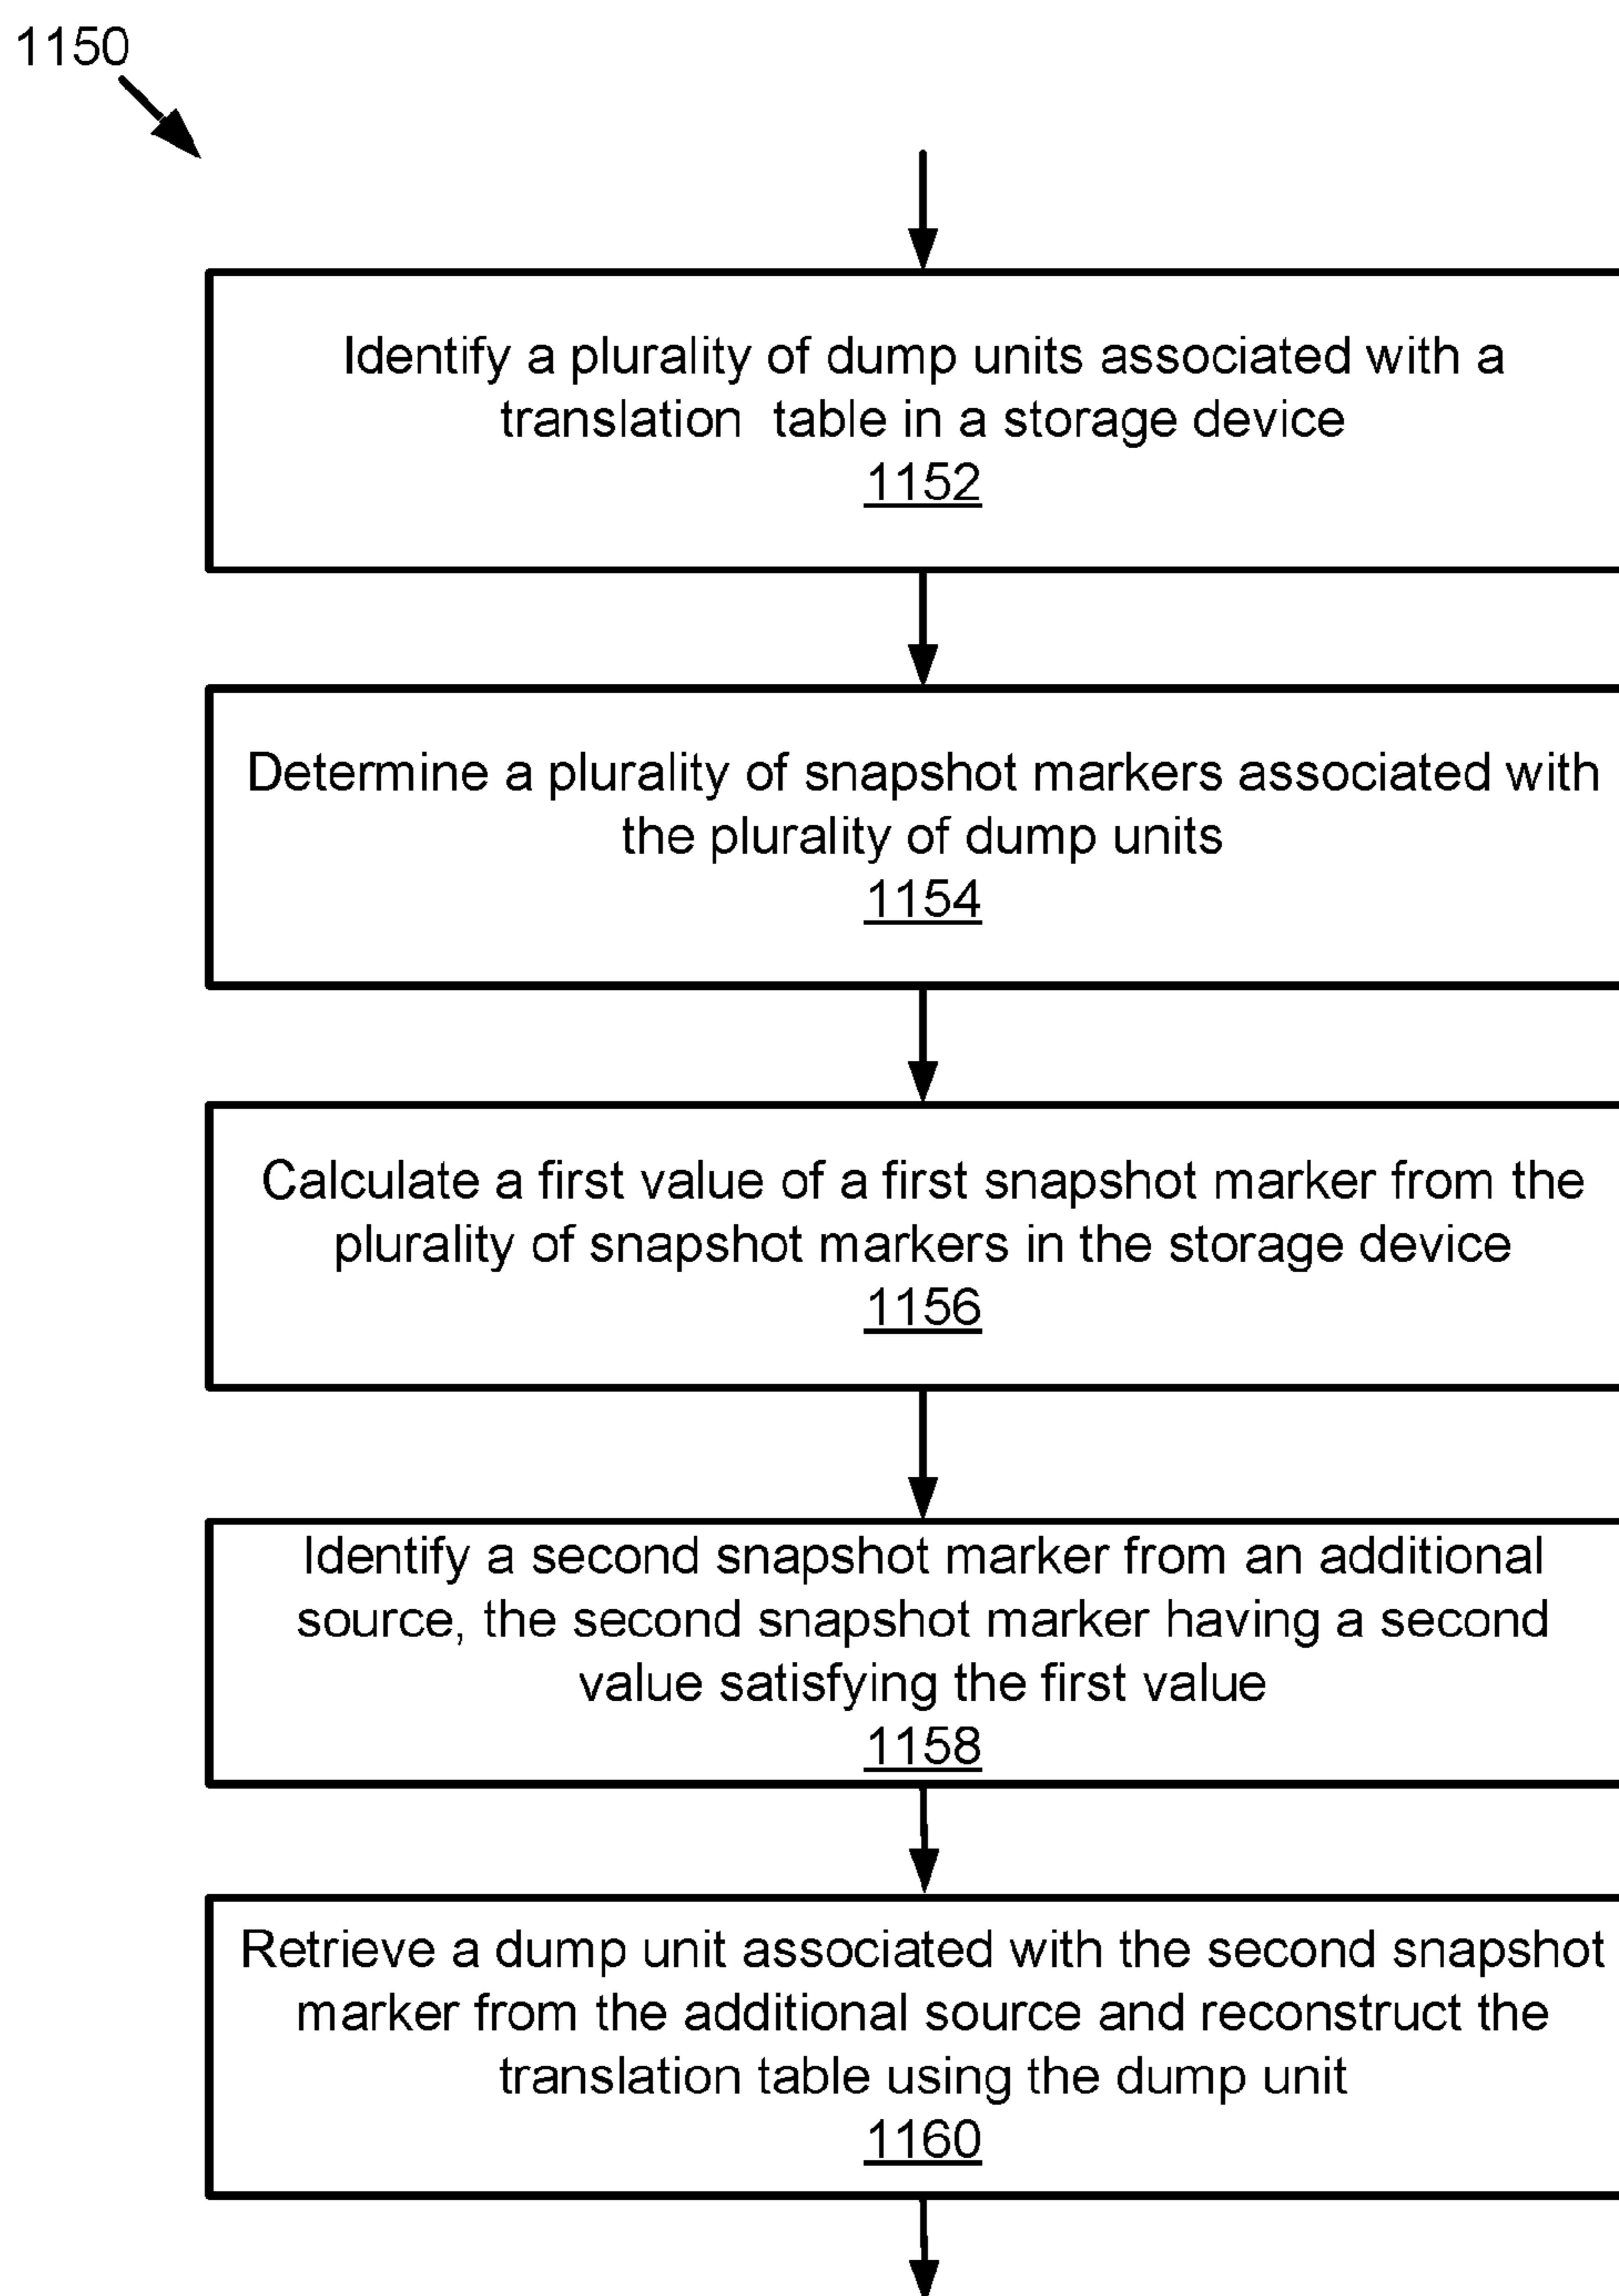 1150
Identify a plurality of dump units associated with a
translation table in a storage device
1152
Determine a plurality of snapshot markers associated with
the plurality of dump units
1154
Calculate a first value of a first snapshot marker from the
plurality of snapshot markers in the storage device
1156
Identify a second snapshot marker from an additional
source, the second snapshot marker having a second
value satisfying the first value
1158
Retrieve a dump unit associated with the second snapshot
marker from the additional source and reconstruct the
translation table using the dump unit
1160